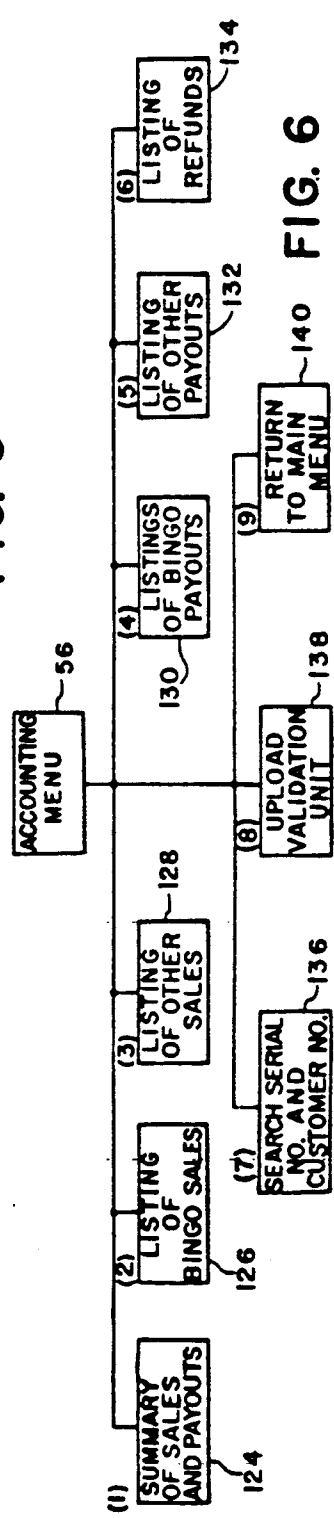 ACCOUNTING
MENU
56
(1)
SUMMARY
OF SALES
AND PAYOUTS
124
(2)
LISTING
OF
BINGO SALES
126
(3)
LISTING
OF OTHER
SALES
128
(4)
LISTINGS
OF BINGO
PAYOUTS
130
(5)
LISTING
OF OTHER
PAYOUTS
132
(6)
LISTING
OF
REFUNDS
134
(7)
SEARCH SERIAL
NO. AND
CUSTOMER NO.
136
(8)
UPLOAD
VALIDATION
UNIT
138
(9)
RETURN
TO MAIN
MENU
140
FIG. 6